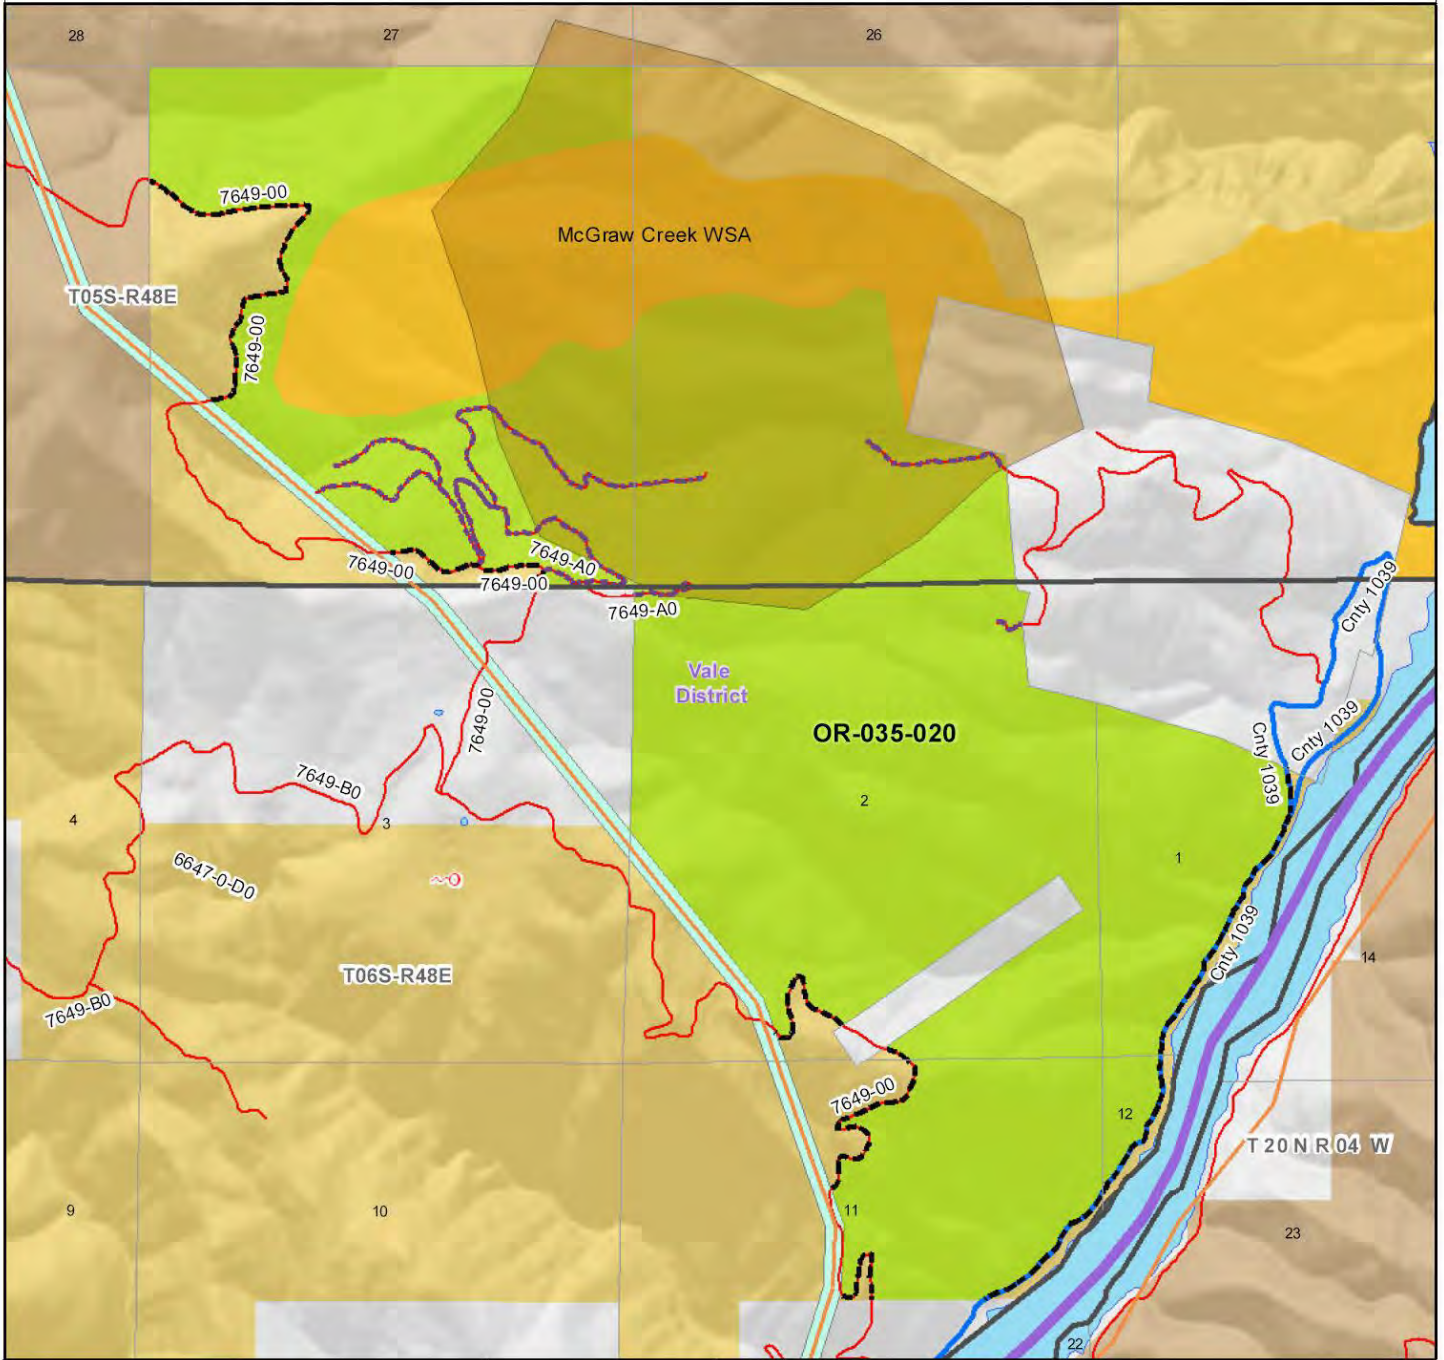 28
27
26
7649-00
McGraw Creek WSA
T05S-R48E
7649-00
7649-A0
7649-00
7649-00
7649-A0
Cnty 1039
Vale
District
7649-00
OR-035-020
Cnty 1039
Cnty 1039
7649-B0
2
4
3
1
6647-0-D0
Cnty 1039
14
T06S-R48E
7649-B0
7649-00
12
T 20 N R 04 W
9
10
11
23
22